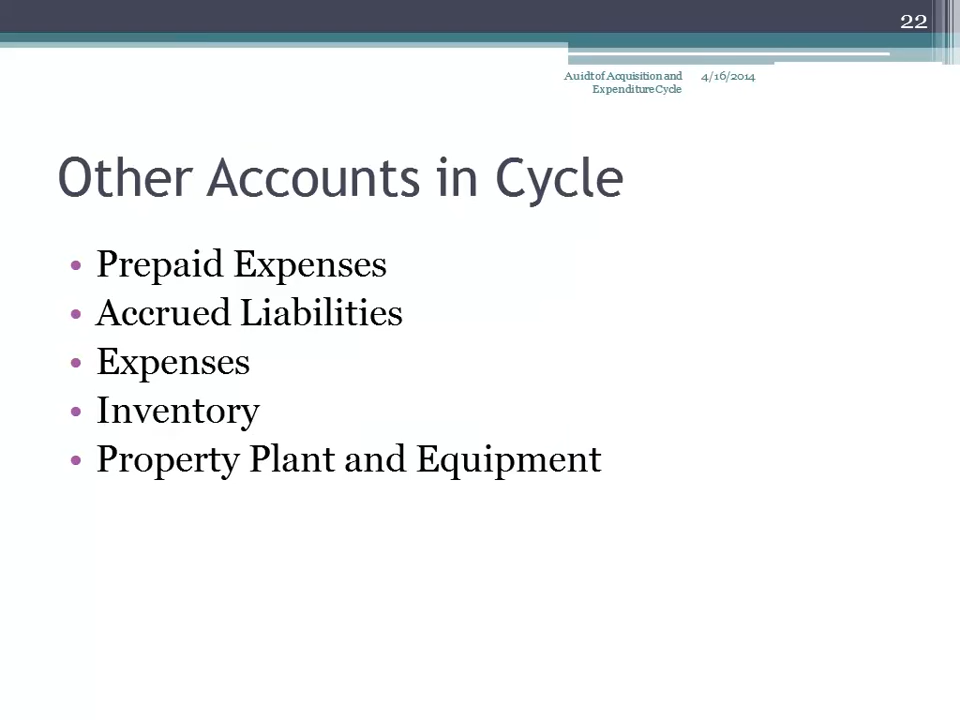 22
Auidt of Acquisition and 4/16/2014
Expenditure Cycle
Other Accounts in Cycle
• Prepaid Expenses
• Accrued Liabilities
• Expenses
• Inventory
• Property Plant and Equipment